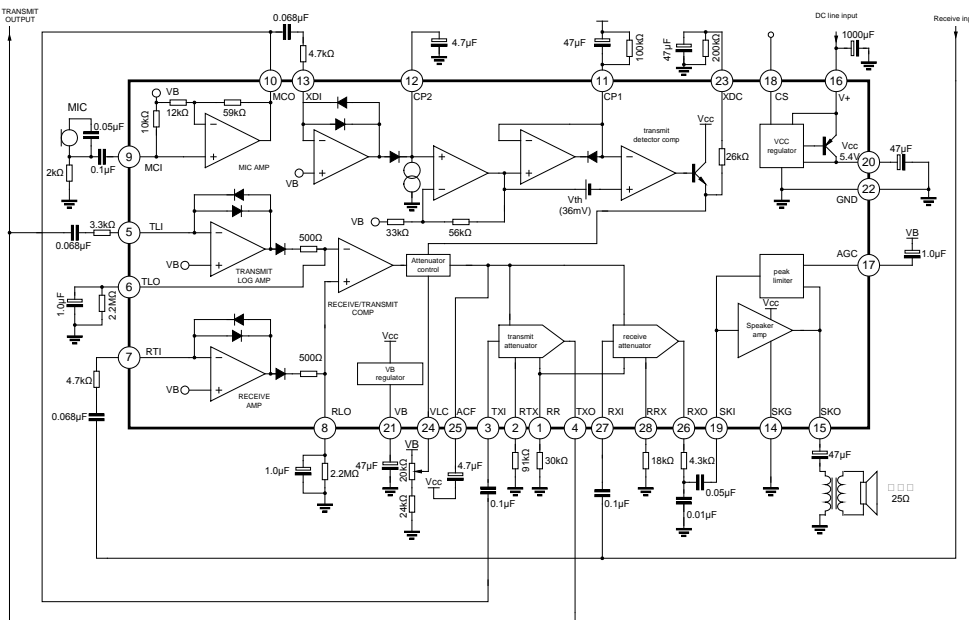 TRANSMIT
OUTPUT
0.068µF
4.7kΩ
4.7µF
47µF
100kΩ
47µF
200kΩ
DC line input
1000µF
Receive inp
10
13
12
11
23
18
16
MCO
XDI
CP2
CP1
XDC
CS
V+
VB
12kΩ
59kΩ
10kΩ
MIC
0.05µF
9
MCI
0.1µF
2kΩ
MIC AMP
VB
transmit
detector comp
Vcc
26kΩ
VCC
regulator
Vcc
5.4V
20
47µF
22
GND
VB
33kΩ
56kΩ
Vth
(36mV)
5
TLI
3.3kΩ
0.068µF
VB
500Ω
TRANSMIT
LOG AMP
6
TLO
1.0µF
2.2MΩ
Attenuator
control
RECEIVE/TRANSMIT
COMP
AGC
17
VB
1.0µF
peak
limiter
Vcc
Speaker
amp
transmit
attenuator
receive
attenuator
7
RTI
4.7kΩ
0.068µF
VB
500Ω
RECEIVE
AMP
Vcc
VB
regulator
RLO
VB
VLC
ACF
TXI
RTX
RR
TXO
RXI
RRX
RXO
SKI
SKG
SKO
8
21
24
25
3
2
1
4
27
28
26
19
14
15
1.0µF
2.2MΩ
47µF
VB
20kΩ
24kΩ
Vcc
4.7µF
0.1µF
91kΩ
30kΩ
0.1µF
18kΩ
4.3kΩ
0.05µF
0.01µF
47µF
25Ω